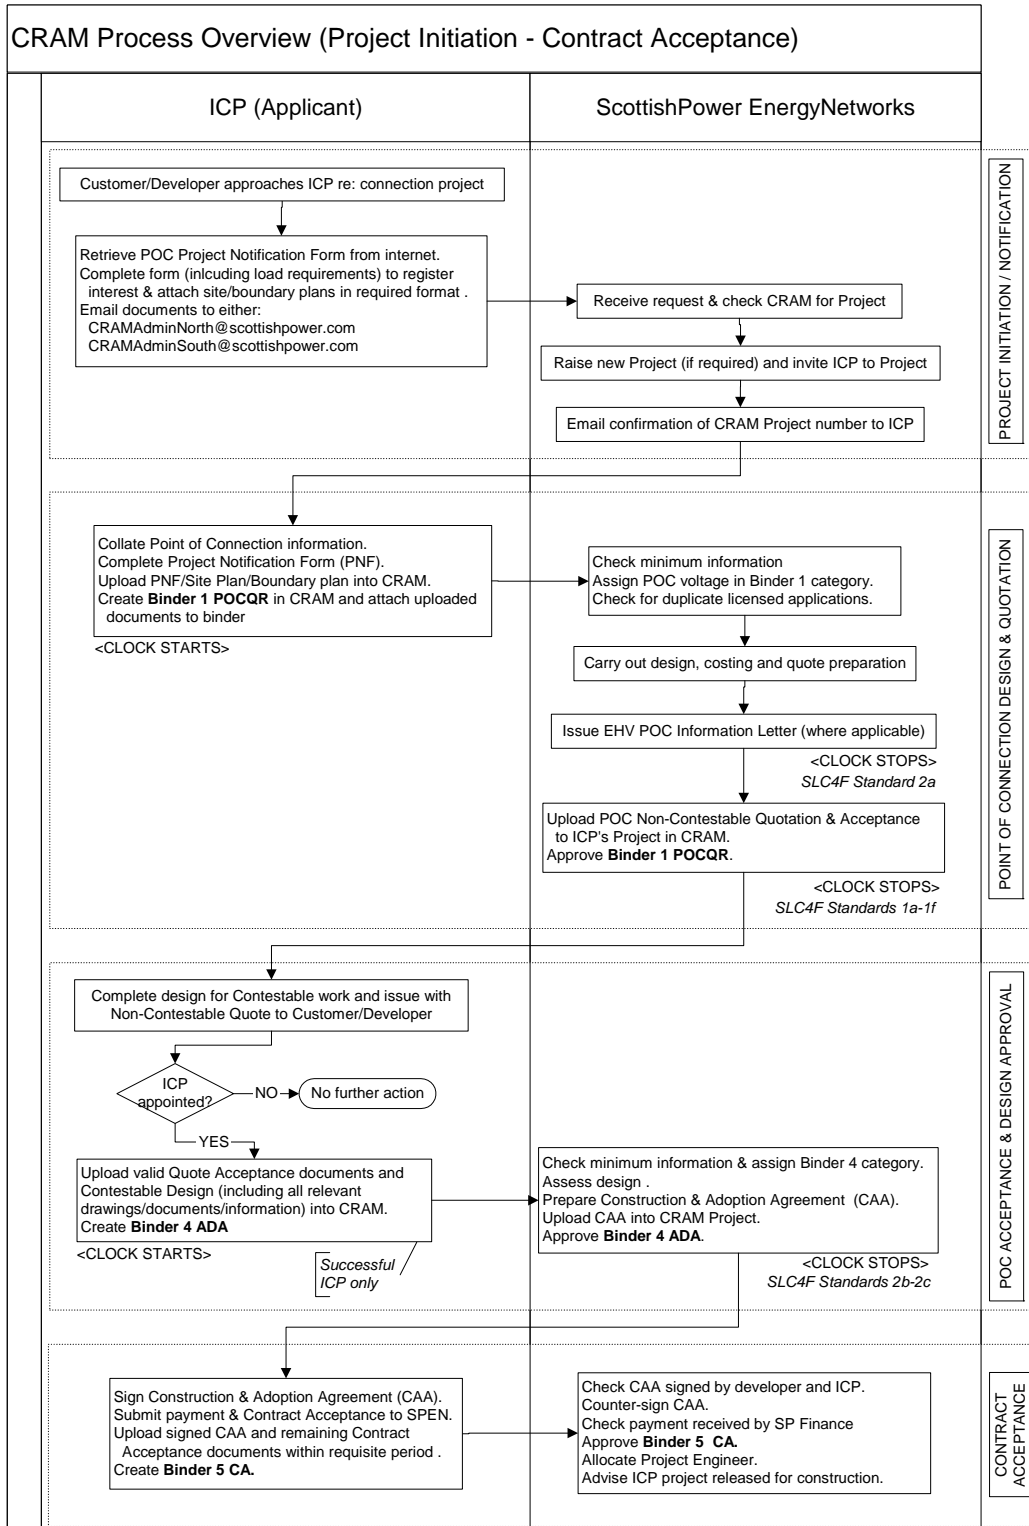 CRAM Process Overview (Project Initiation - Contract Acceptance)
ICP (Applicant)
ScottishPower EnergyNetworks
PROJECT INITIATION / NOTIFICATION
Customer/Developer approaches ICP re: connection project
Retrieve POC Project Notification Form from internet.
Complete form (inlcuding load requirements) to register
interest & attach site/boundary plans in required format .
Email documents to either:
CRAMAdminNorth@scottishpower.com
CRAMAdminSouth@scottishpower.com
Receive request & check CRAM for Project
Raise new Project (if required) and invite ICP to Project
Email confirmation of CRAM Project number to ICP
POINT OF CONNECTION DESIGN & QUOTATION
Collate Point of Connection information.
Complete Project Notification Form (PNF).
Upload PNF/Site Plan/Boundary plan into CRAM.
Create Binder 1 POCQR in CRAM and attach uploaded
documents to binder
<CLOCK STARTS>
Check minimum information
Assign POC voltage in Binder 1 category.
Check for duplicate licensed applications.
Carry out design, costing and quote preparation
Issue EHV POC Information Letter (where applicable)
<CLOCK STOPS>
SLC4F Standard 2a
Upload POC Non-Contestable Quotation & Acceptance
to ICP's Project in CRAM.
Approve Binder 1 POCQR.
<CLOCK STOPS>
SLC4F Standards 1a-1f
POC ACCEPTANCE & DESIGN APPROVAL
Complete design for Contestable work and issue with
Non-Contestable Quote to Customer/Developer
ICP
appointed?
NO
No further action
YES
Upload valid Quote Acceptance documents and
Contestable Design (including all relevant
drawings/documents/information) into CRAM.
Create Binder 4 ADA
<CLOCK STARTS>
Successful
ICP only
Check minimum information & assign Binder 4 category.
Assess design .
Prepare Construction & Adoption Agreement (CAA).
Upload CAA into CRAM Project.
Approve Binder 4 ADA.
<CLOCK STOPS>
SLC4F Standards 2b-2c
CONTRACT
ACCEPTANCE
Sign Construction & Adoption Agreement (CAA).
Submit payment & Contract Acceptance to SPEN.
Upload signed CAA and remaining Contract
Acceptance documents within requisite period .
Create Binder 5 CA.
Check CAA signed by developer and ICP.
Counter-sign CAA.
Check payment received by SP Finance
Approve Binder 5 CA.
Allocate Project Engineer.
Advise ICP project released for construction.